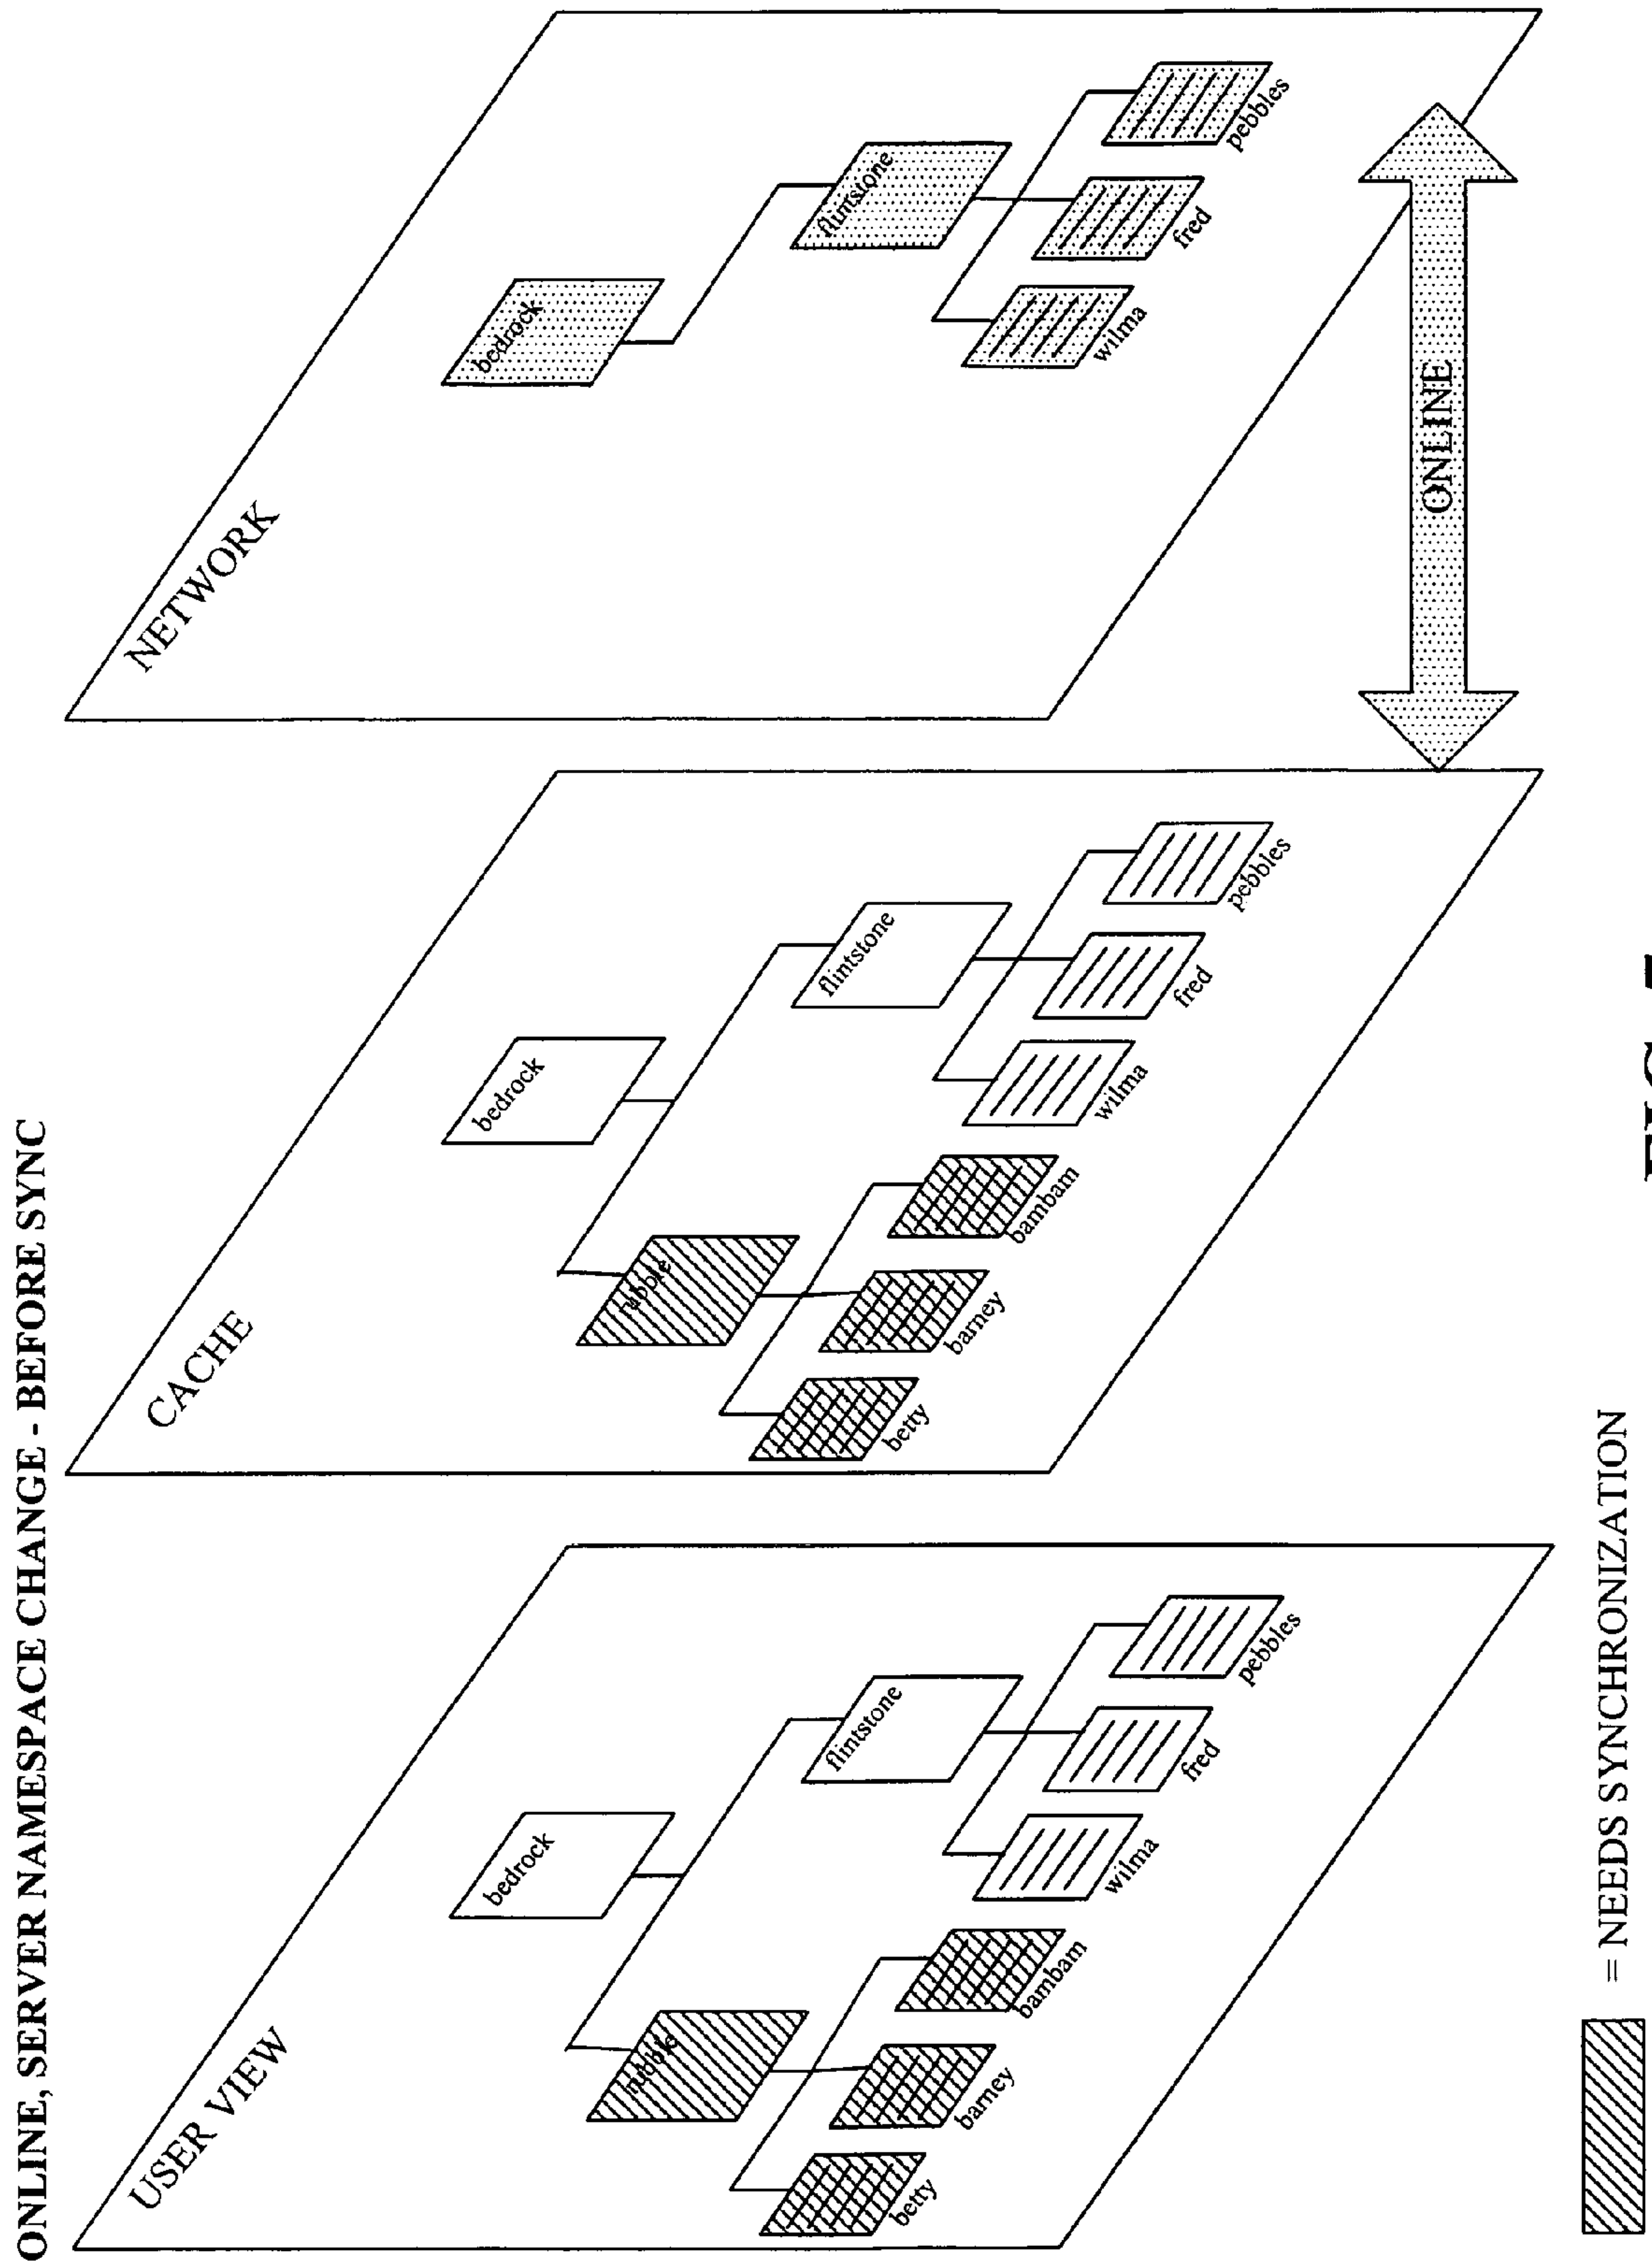 ONLINE, SERVER NAMESPACE CHANGE - BEFORE SYNC
USER VIEW
bedrock
rubble
flintstone
betty
barney
bambam
wilma
fred
pebbles
CACHE
bedrock
rubble
flintstone
betty
barney
bambam
wilma
fred
pebbles
NETWORK
bedrock
flintstone
wilma
fred
pebbles
ONLINE
= NEEDS SYNCHRONIZATION